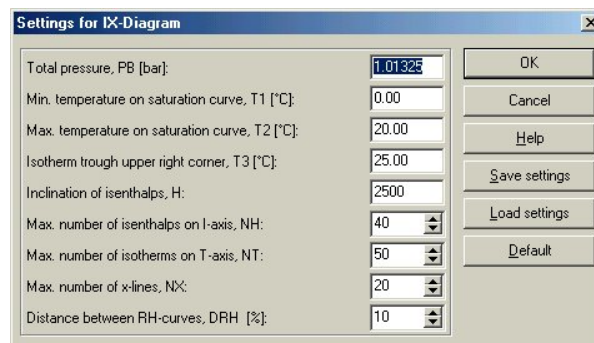 Settings for IX-Diagram
Total pressure, PB [bar]: 1.01325
Min. temperature on saturation curve, T1 [°C]: 0.00
Max. temperature on saturation curve, T2 [°C]: 20.00
Isotherm trough upper right corner, T3 [°C]: 25.00
Inclination of isenthalps, H: 2500
Max. number of isenthalps on I-axis, NH: 40
Max. number of isotherms on T-axis, NT: 50
Max. number of x-lines, NX: 20
Distance between RH-curves, DRH [%]: 10
OK
Cancel
Help
Save settings
Load settings
Default